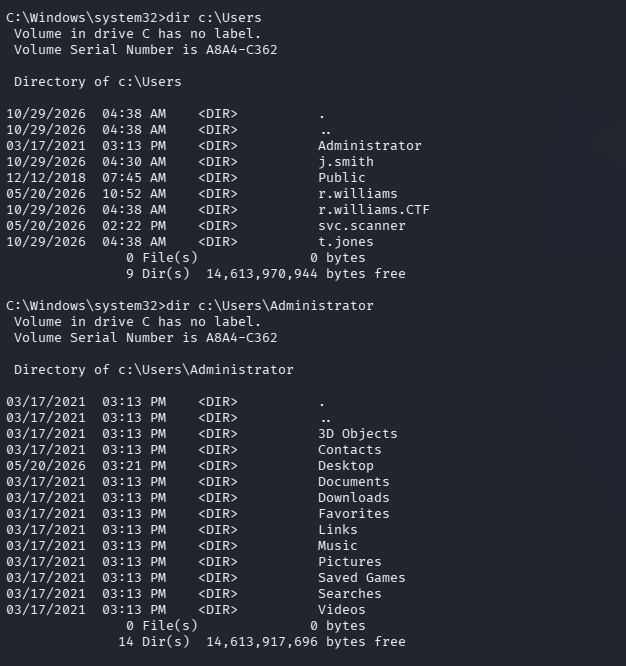 C:\Windows\system32>dir c:\Users
 Volume in drive C has no label.
 Volume Serial Number is A8A4-C362

 Directory of c:\Users

10/29/2026  04:38 AM    <DIR>          .
10/29/2026  04:38 AM    <DIR>          ..
03/17/2021  03:13 PM    <DIR>          Administrator
10/29/2026  04:30 AM    <DIR>          j.smith
12/12/2018  07:45 AM    <DIR>          Public
05/20/2026  10:52 AM    <DIR>          r.williams
10/29/2026  04:38 AM    <DIR>          r.williams.CTF
05/20/2026  02:22 PM    <DIR>          svc.scanner
10/29/2026  04:38 AM    <DIR>          t.jones
               0 File(s)              0 bytes
               9 Dir(s)  14,613,970,944 bytes free

C:\Windows\system32>dir c:\Users\Administrator
 Volume in drive C has no label.
 Volume Serial Number is A8A4-C362

 Directory of c:\Users\Administrator

03/17/2021  03:13 PM    <DIR>          .
03/17/2021  03:13 PM    <DIR>          ..
03/17/2021  03:13 PM    <DIR>          3D Objects
03/17/2021  03:13 PM    <DIR>          Contacts
05/20/2026  03:21 PM    <DIR>          Desktop
03/17/2021  03:13 PM    <DIR>          Documents
03/17/2021  03:13 PM    <DIR>          Downloads
03/17/2021  03:13 PM    <DIR>          Favorites
03/17/2021  03:13 PM    <DIR>          Links
03/17/2021  03:13 PM    <DIR>          Music
03/17/2021  03:13 PM    <DIR>          Pictures
03/17/2021  03:13 PM    <DIR>          Saved Games
03/17/2021  03:13 PM    <DIR>          Searches
03/17/2021  03:13 PM    <DIR>          Videos
               0 File(s)              0 bytes
              14 Dir(s)  14,613,917,696 bytes free